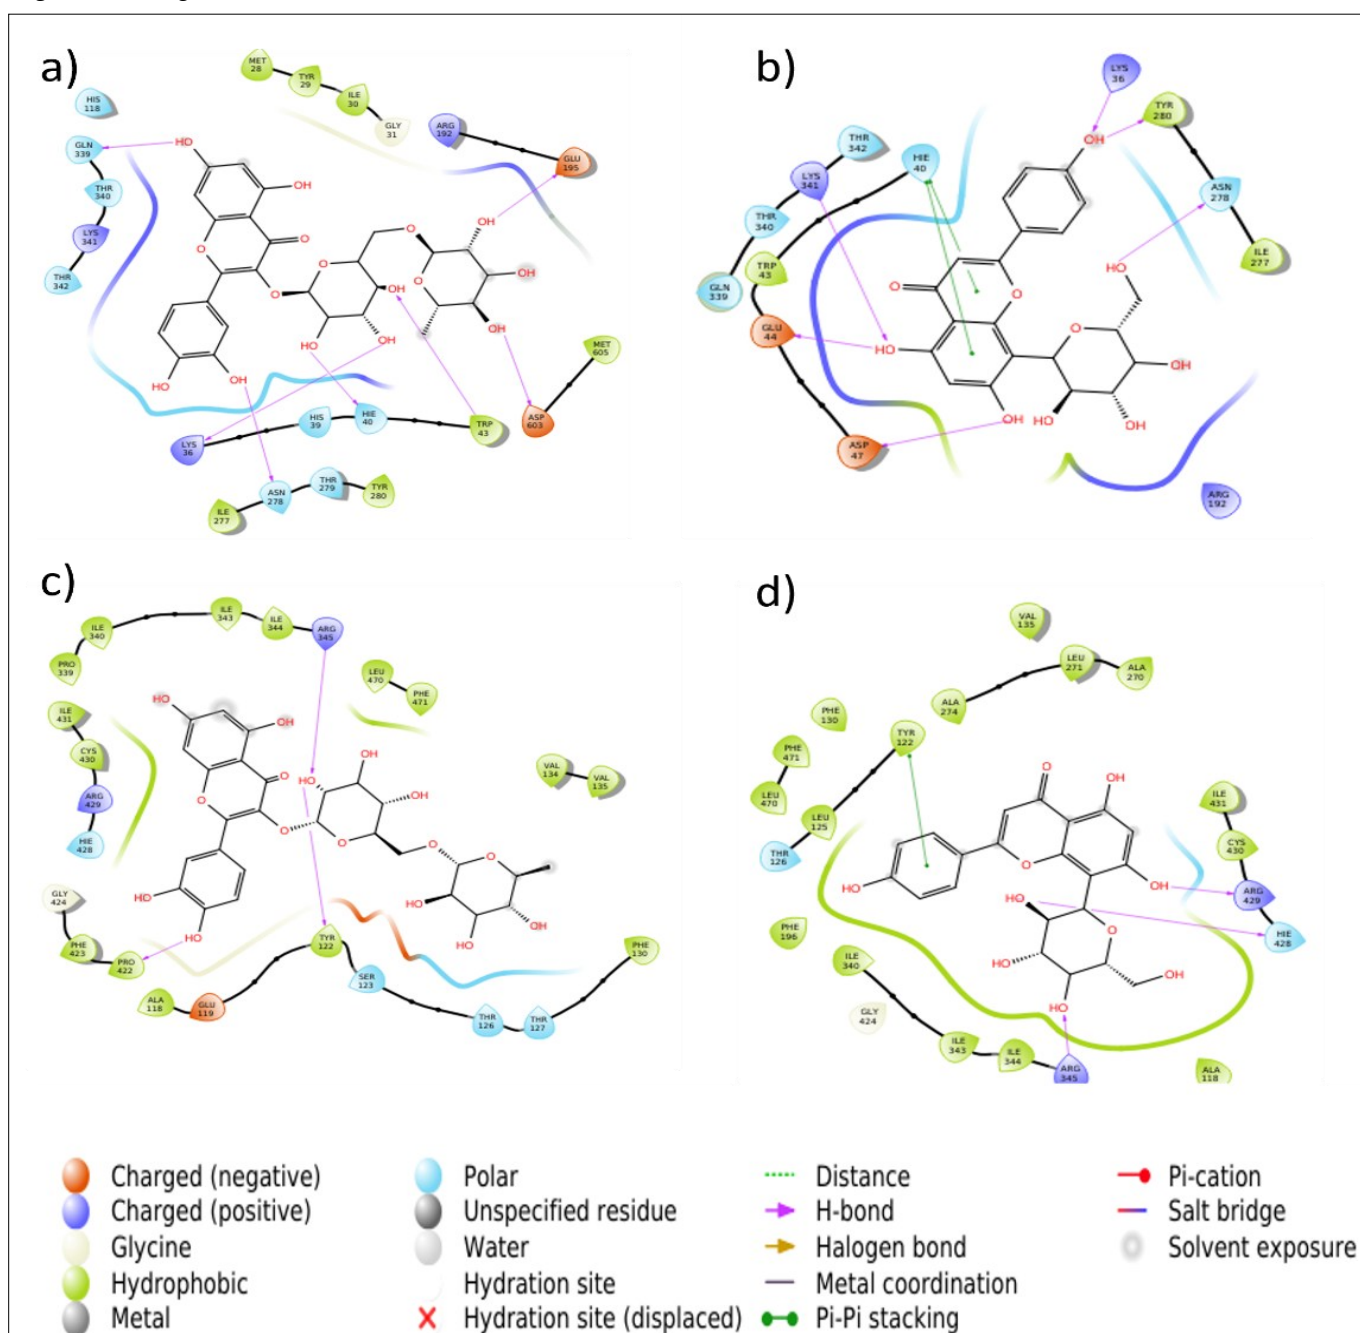 a)
MET 28
TYR 29
ILE 30
GLY 31
HIS 118
ARG 192
GLU 195
GLN 339
THR 340
LYS 341
THR 342
HO
OH
O
O
O
O
O
O
OH
OH
OH
OH
HO
OH
OH
HO
MET 605
HIS 39
HIE 40
TRP 43
ASP 603
LYS 36
ASN 278
THR 279
TYR 280
ILE 277
b)
LYS 36
TYR 280
THR 342
HIE 40
LYS 341
ASN 278
THR 340
TRP 43
GLN 339
ILE 277
GLU 44
ASP 47
ARG 192
OH
HO
O
O
O
HO
OH
OH
HO
OH
c)
ILE 343
ILE 344
ARG 345
ILE 340
PRO 339
LEU 470
PHE 471
ILE 431
CYS 430
ARG 429
HIE 428
VAL 134
VAL 135
HO
OH
O
HO
OH
OH
O
O
O
O
O
HO
HO
HO
HO
OH
GLY 424
PHE 423
PRO 422
TYR 122
PHE 130
SER 123
ALA 118
GLU 119
THR 126
THR 127
d)
VAL 135
LEU 271
ALA 270
ALA 274
PHE 130
TYR 122
PHE 471
LEU 470
LEU 125
THR 126
ILE 431
CYS 430
ARG 429
HIE 428
O
OH
HO
O
OH
HO
O
HO
OH
HO
PHE 196
ILE 340
GLY 424
ILE 343
ILE 344
ARG 345
ALA 118
Charged (negative)
Charged (positive)
Glycine
Hydrophobic
Metal
Polar
Unspecified residue
Water
Hydration site
Hydration site (displaced)
Distance
H-bond
Halogen bond
Metal coordination
Pi-Pi stacking
Pi-cation
Salt bridge
Solvent exposure